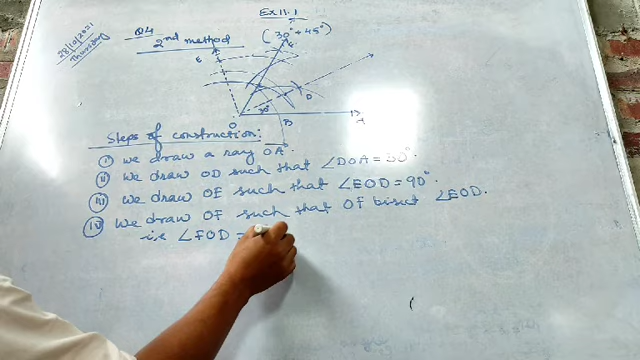 Ex 11.1
28/10/2021
Thursday
Q4
2nd method
(30°+45°)
E
F
D
30°
O
B
A
Steps of construction:
(i) We draw a ray OA.
(ii) We draw OD such that ∠DOA = 30°.
(iii) We draw OE such that ∠EOD = 90°.
(iv) We draw OF such that OF bisect ∠EOD.
i.e ∠FOD =